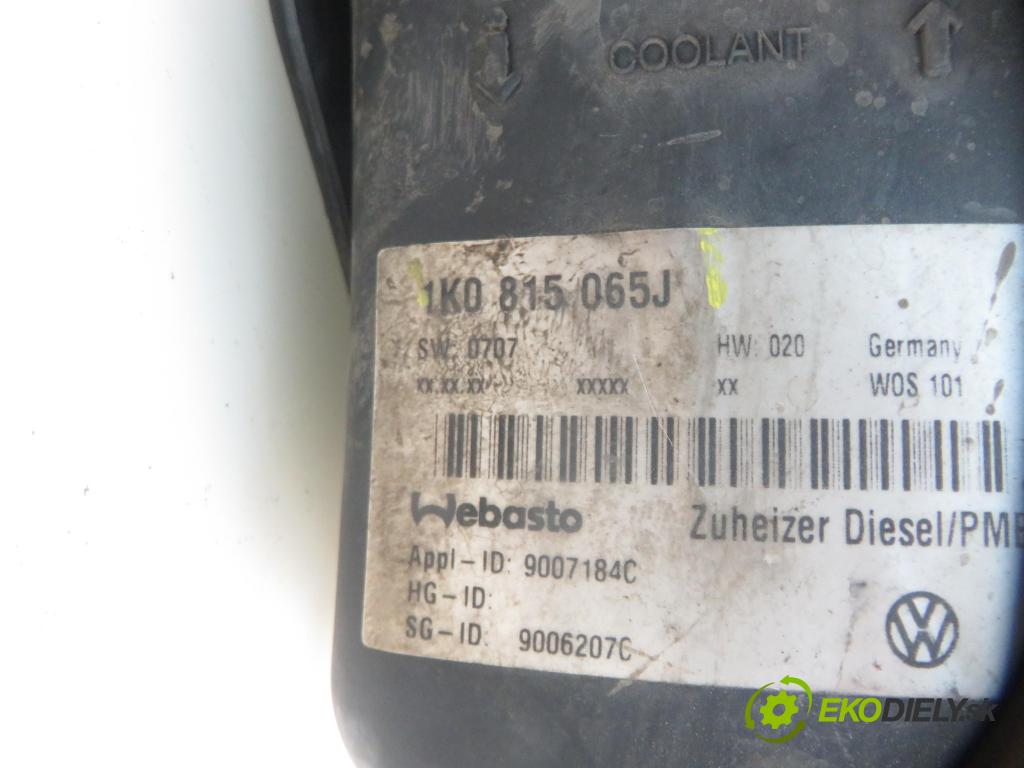 COOLANT
1K0 815 065J
SW: 0707 HW: 020 Germany
xx.xx.xx xxxxx xx WOS 101
Webasto Zuheizer Diesel/PME
Appl-ID: 9007184C
HG-ID:
SG-ID: 9006207C
VW
EKODIELY.sk